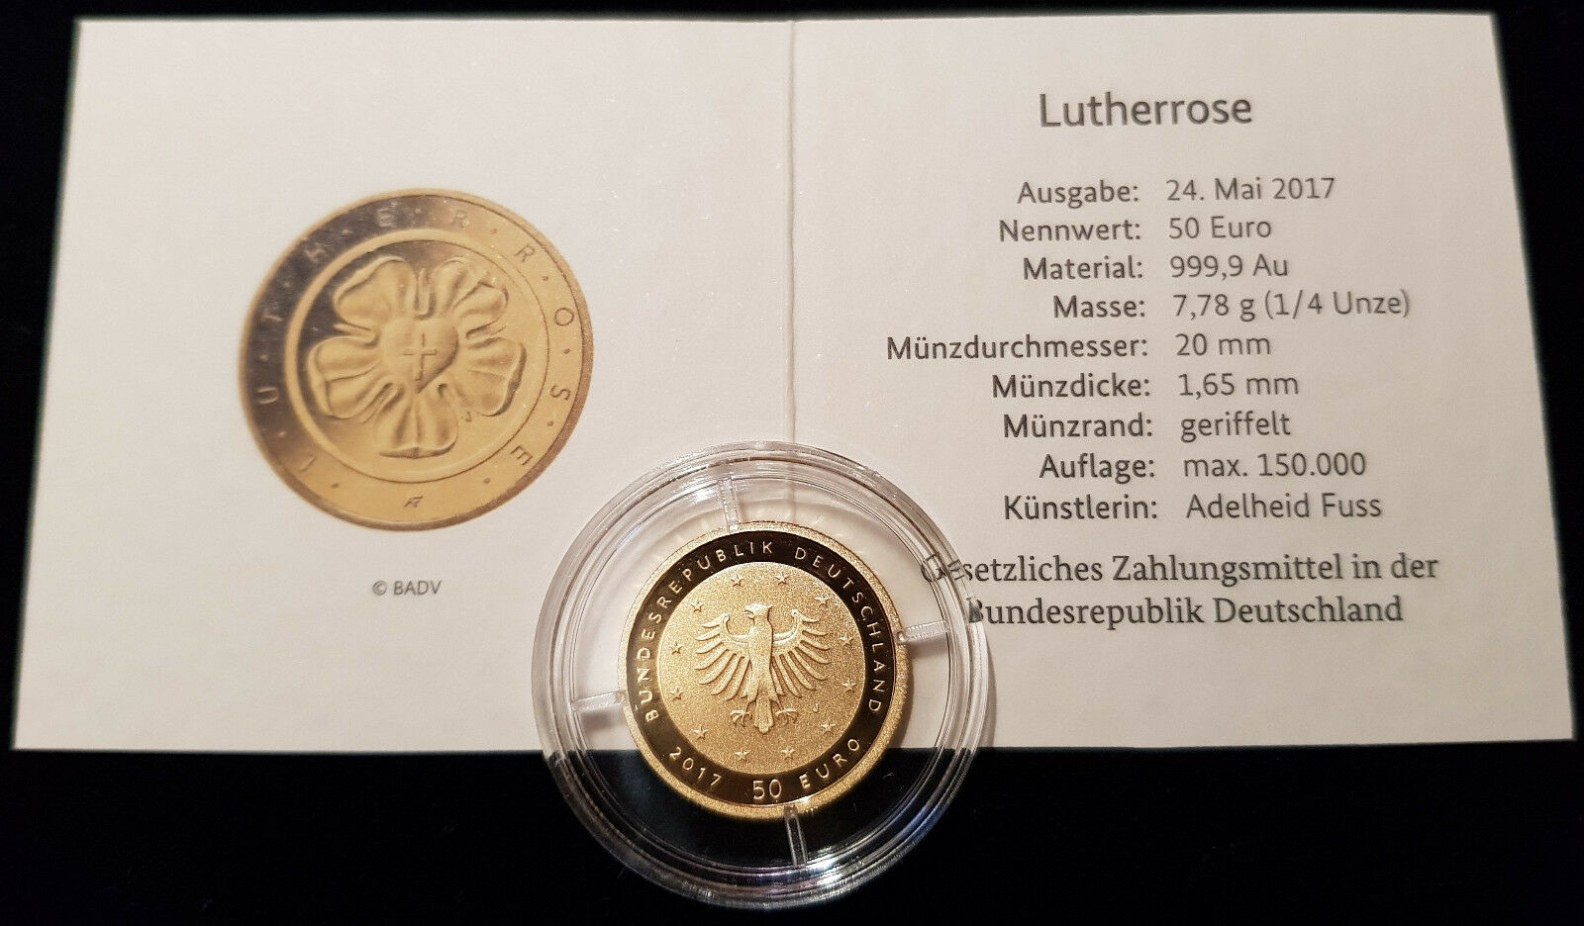 L·U·T·H·E·R·R·O·S·E
© BADV
Lutherrose
Ausgabe: 24. Mai 2017
Nennwert: 50 Euro
Material: 999,9 Au
Masse: 7,78 g (1/4 Unze)
Münzdurchmesser: 20 mm
Münzdicke: 1,65 mm
Münzrand: geriffelt
Auflage: max. 150.000
Künstlerin: Adelheid Fuss
Gesetzliches Zahlungsmittel in der
Bundesrepublik Deutschland
BUNDESREPUBLIK DEUTSCHLAND
2017 50 EURO
J